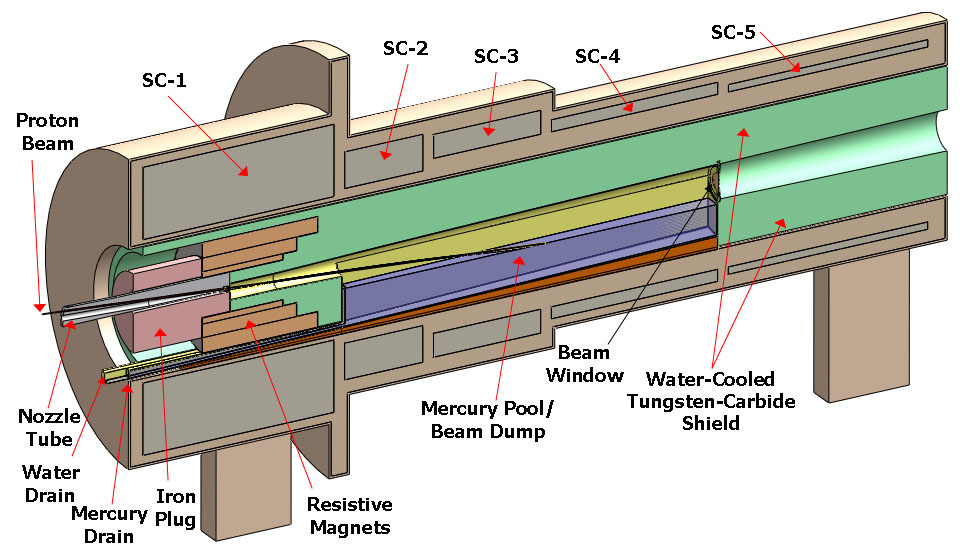 SC-1
SC-2
SC-3
SC-4
SC-5
Proton
Beam
Nozzle
Tube
Water
Drain
Mercury
Drain
Iron
Plug
Resistive
Magnets
Mercury Pool/
Beam Dump
Beam
Window
Water-Cooled
Tungsten-Carbide
Shield